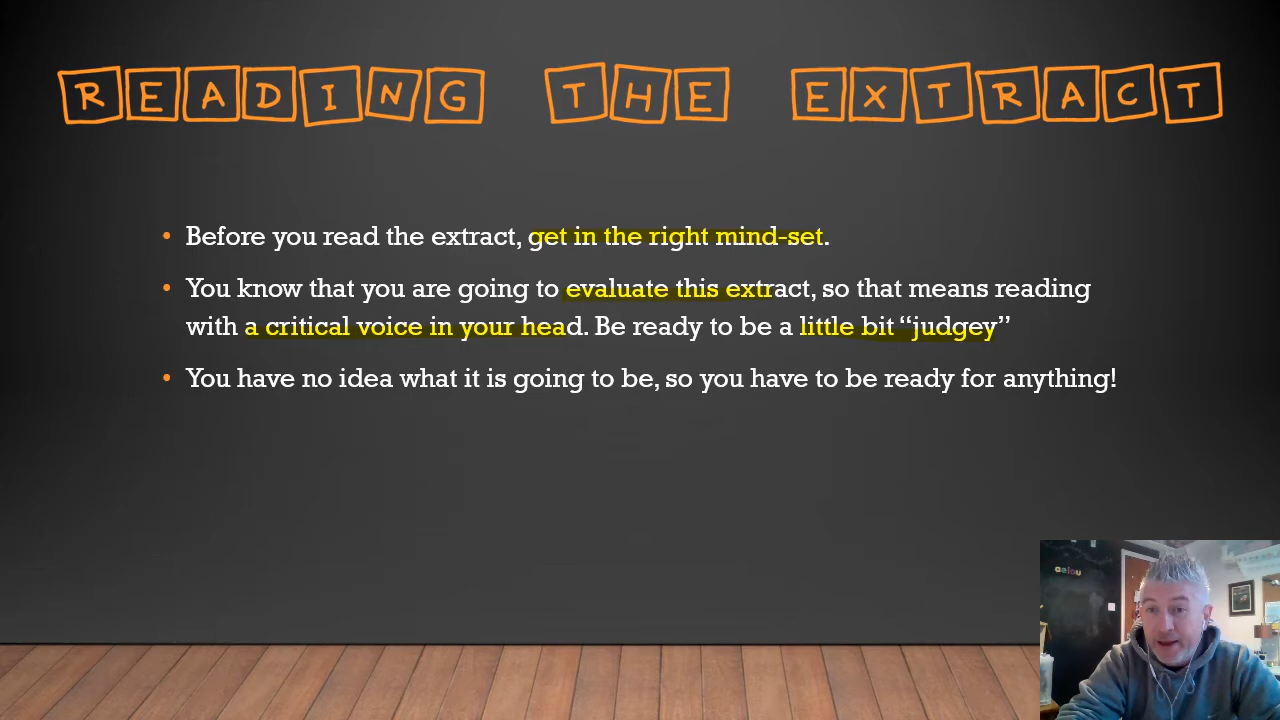 READING THE EXTRACT
• Before you read the extract, get in the right mind-set.
• You know that you are going to evaluate this extract, so that means reading
with a critical voice in your head. Be ready to be a little bit “judgey”
• You have no idea what it is going to be, so you have to be ready for anything!
aeiou